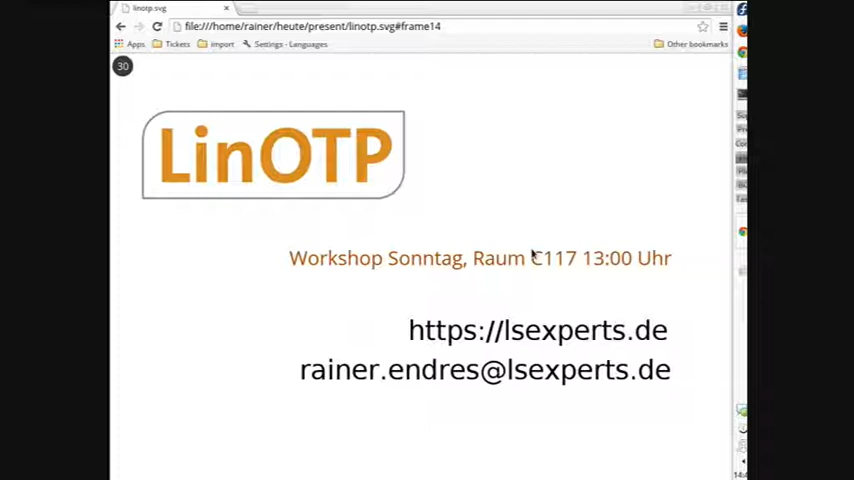 linotp.svg
file:///home/rainer/heute/present/linotp.svg#frame14
Apps Tickets import Settings - Languages Other bookmarks
30
LinOTP
Workshop Sonntag, Raum C117 13:00 Uhr
https://lsexperts.de
rainer.endres@lsexperts.de